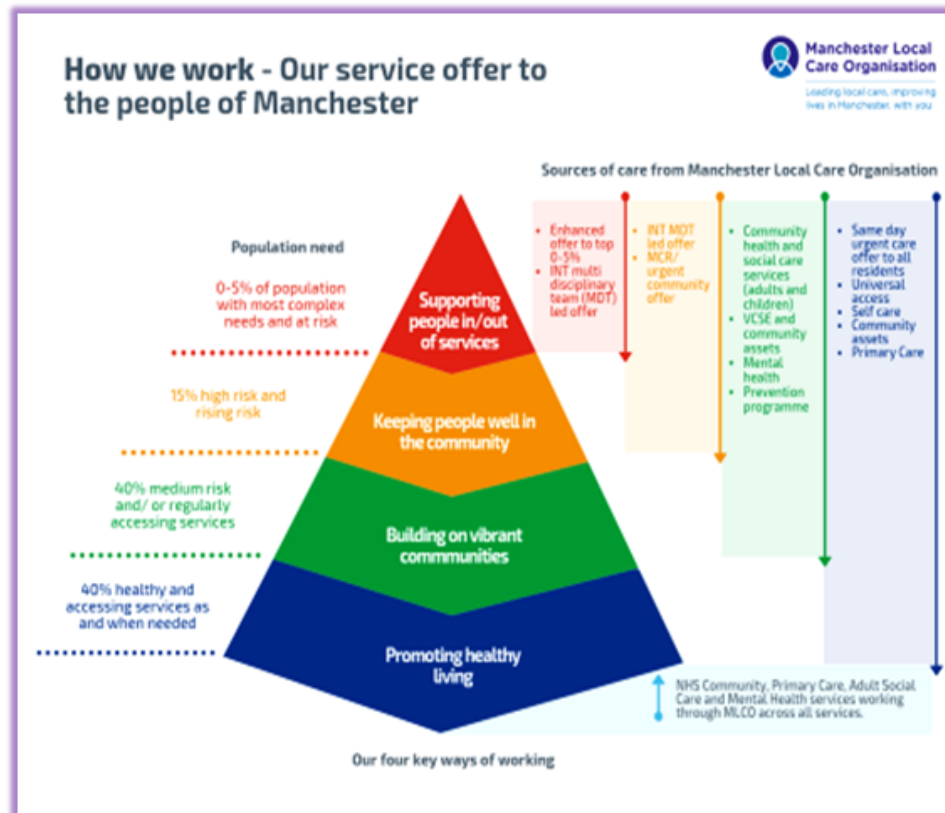 How we work - Our service offer to
the people of Manchester
Manchester Local
Care Organisation
Leading local care, improving
lives in Manchester, with you
Sources of care from Manchester Local Care Organisation
Population need
0-5% of population
with most complex
needs and at risk
15% high risk and
rising risk
40% medium risk
and/ or regularly
accessing services
40% healthy and
accessing services as
and when needed
Supporting
people in/out
of services
Keeping people well in
the community
Building on vibrant
commmunities
Promoting healthy
living
• Enhanced
offer to top
0-5%
• INT multi
disciplinary
team (MDT)
led offer
• INT MDT
led offer
• MCR/
urgent
community
offer
• Community
health and
social care
services
(adults and
children)
• VCSE and
community
assets
• Mental
health
• Prevention
programme
• Same day
urgent care
offer to all
residents
• Universal
access
• Self care
• Community
assets
• Primary Care
NHS Community, Primary Care, Adult Social
Care and Mental Health services working
through MLCO across all services.
Our four key ways of working